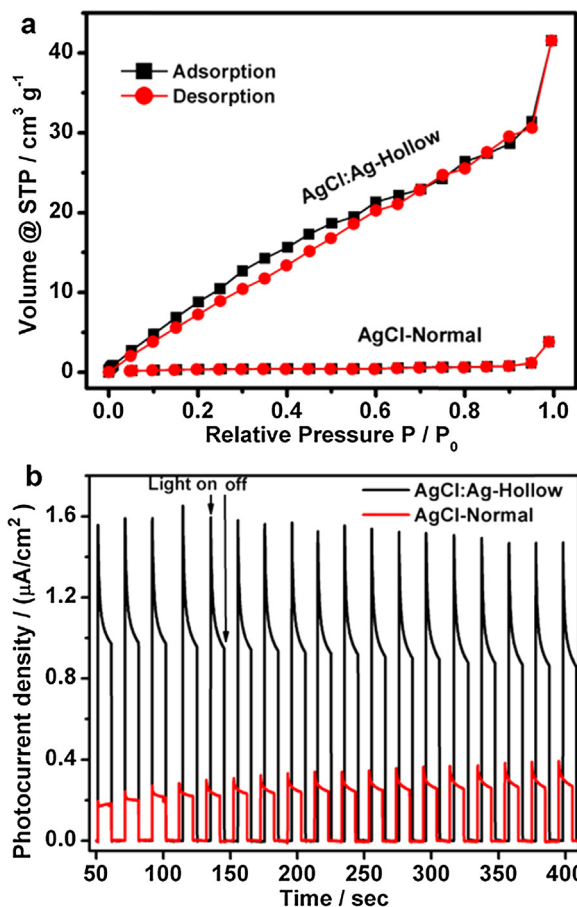 a
Volume @ STP / cm³ g⁻¹
40
30
20
10
0
Adsorption
Desorption
AgCl:Ag-Hollow
AgCl-Normal
0.0 0.2 0.4 0.6 0.8 1.0
Relative Pressure P / P₀
b
Photocurrent density / (μA/cm²)
1.6
1.2
0.8
0.4
0.0
Light on off
AgCl:Ag-Hollow
AgCl-Normal
50 100 150 200 250 300 350 400
Time / sec